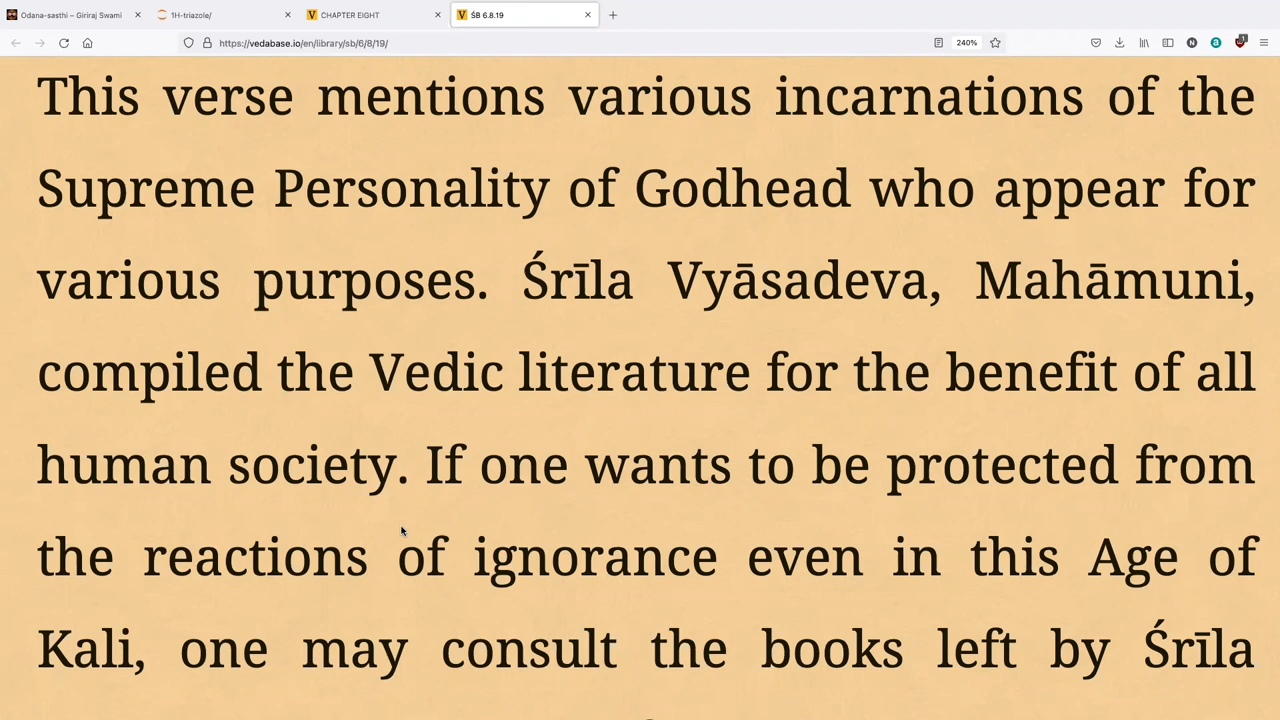 Odana-sasthi – Giriraj Swami
1H-triazole/
CHAPTER EIGHT
ŚB 6.8.19
https://vedabase.io/en/library/sb/6/8/19/
240%
This verse mentions various incarnations of the
Supreme Personality of Godhead who appear for
various purposes. Śrīla Vyāsadeva, Mahāmuni,
compiled the Vedic literature for the benefit of all
human society. If one wants to be protected from
the reactions of ignorance even in this Age of
Kali, one may consult the books left by Śrīla